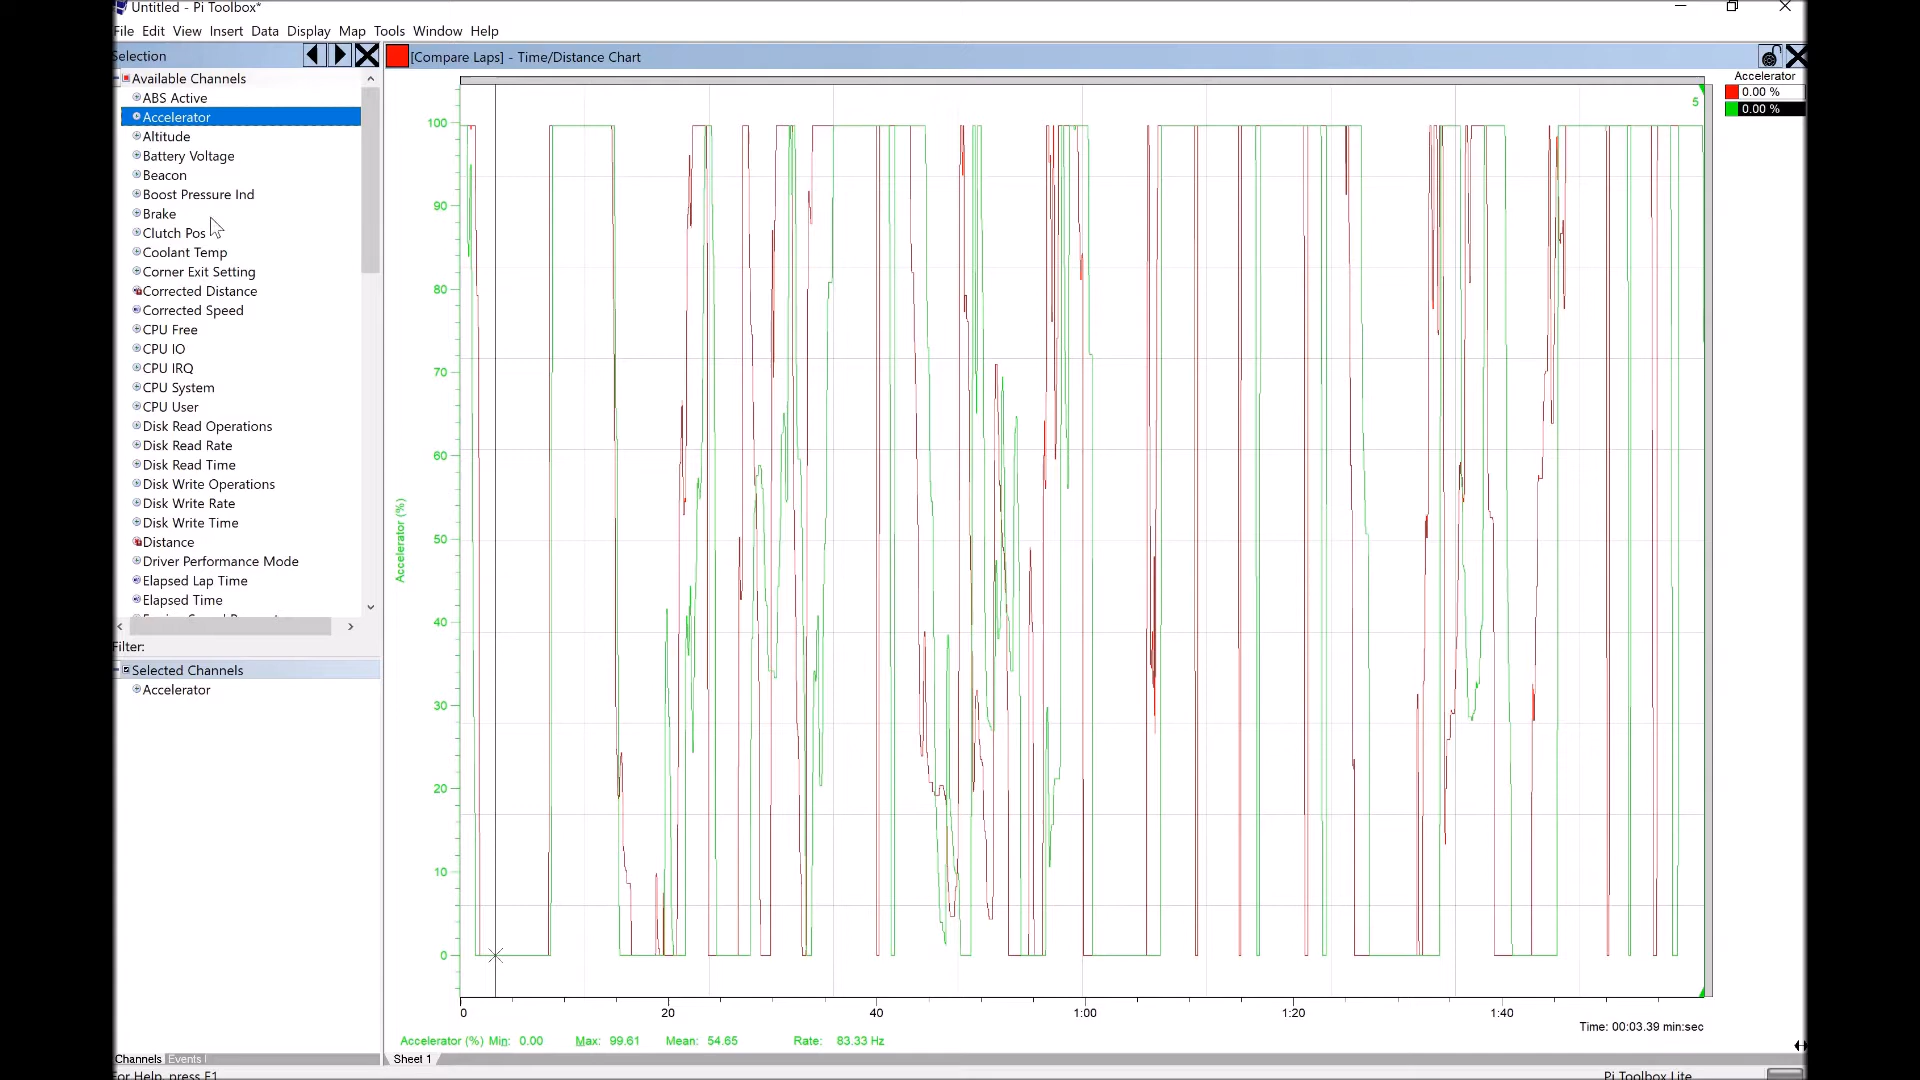 Untitled - Pi Toolbox*
File Edit View Insert Data Display Map Tools Window Help
Selection
[Compare Laps] - Time/Distance Chart
Available Channels
ABS Active
Accelerator
Altitude
Battery Voltage
Beacon
Boost Pressure Ind
Brake
Clutch Pos
Coolant Temp
Corner Exit Setting
Corrected Distance
Corrected Speed
CPU Free
CPU IO
CPU IRQ
CPU System
CPU User
Disk Read Operations
Disk Read Rate
Disk Read Time
Disk Write Operations
Disk Write Rate
Disk Write Time
Distance
Driver Performance Mode
Elapsed Lap Time
Elapsed Time
Filter:
Selected Channels
Accelerator
Channels Events
Accelerator
0.00 %
0.00 %
5
100
90
80
70
60
50
40
30
20
10
0
Accelerator (%)
0 20 40 1:00 1:20 1:40
Time: 00:03.39 min:sec
Accelerator (%) Min: 0.00 Max: 99.61 Mean: 54.65 Rate: 83.33 Hz
Sheet 1
For Help, press F1
Pi Toolbox Lite